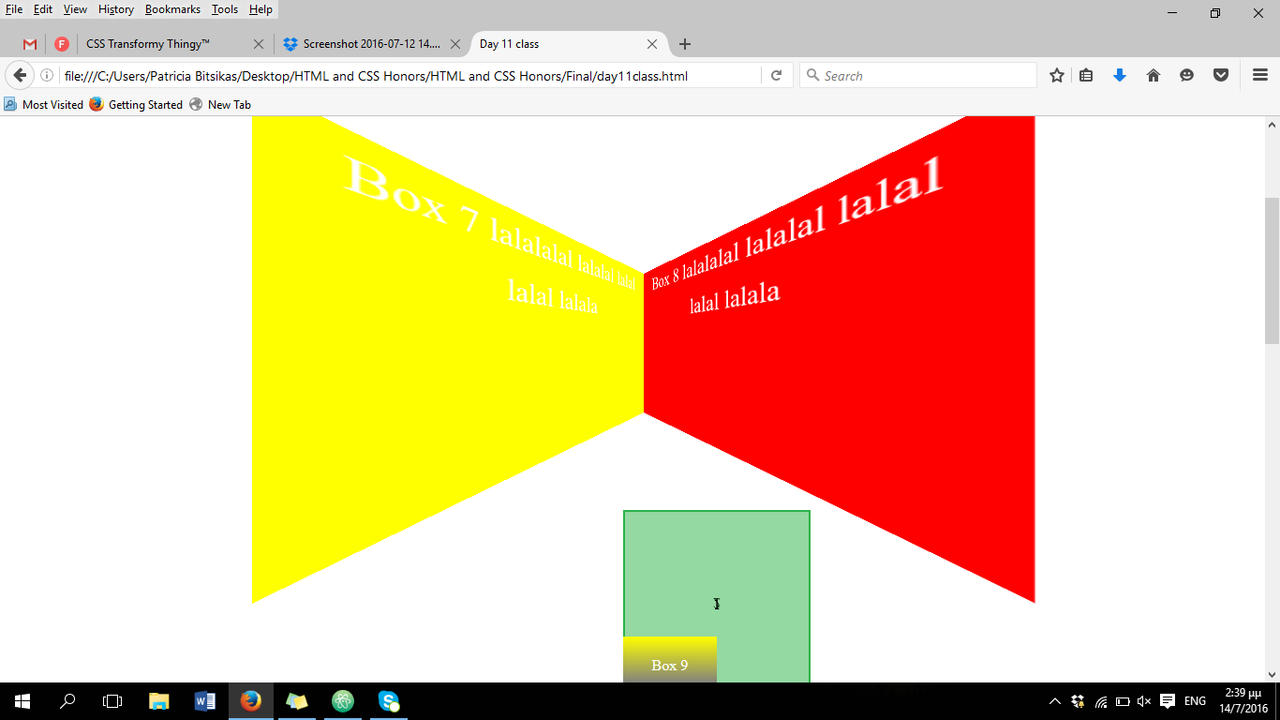 File Edit View History Bookmarks Tools Help
CSS Transformy Thingy™
Screenshot 2016-07-12 14....
Day 11 class
file:///C:/Users/Patricia Bitsikas/Desktop/HTML and CSS Honors/HTML and CSS Honors/Final/day11class.html
Search
Most Visited Getting Started New Tab
Box 7 lalalalal lalalal lalal
lalal lalala
Box 8 lalalalal lalalal lalal
lalal lalala
Box 9
ENG
2:39 μμ
14/7/2016